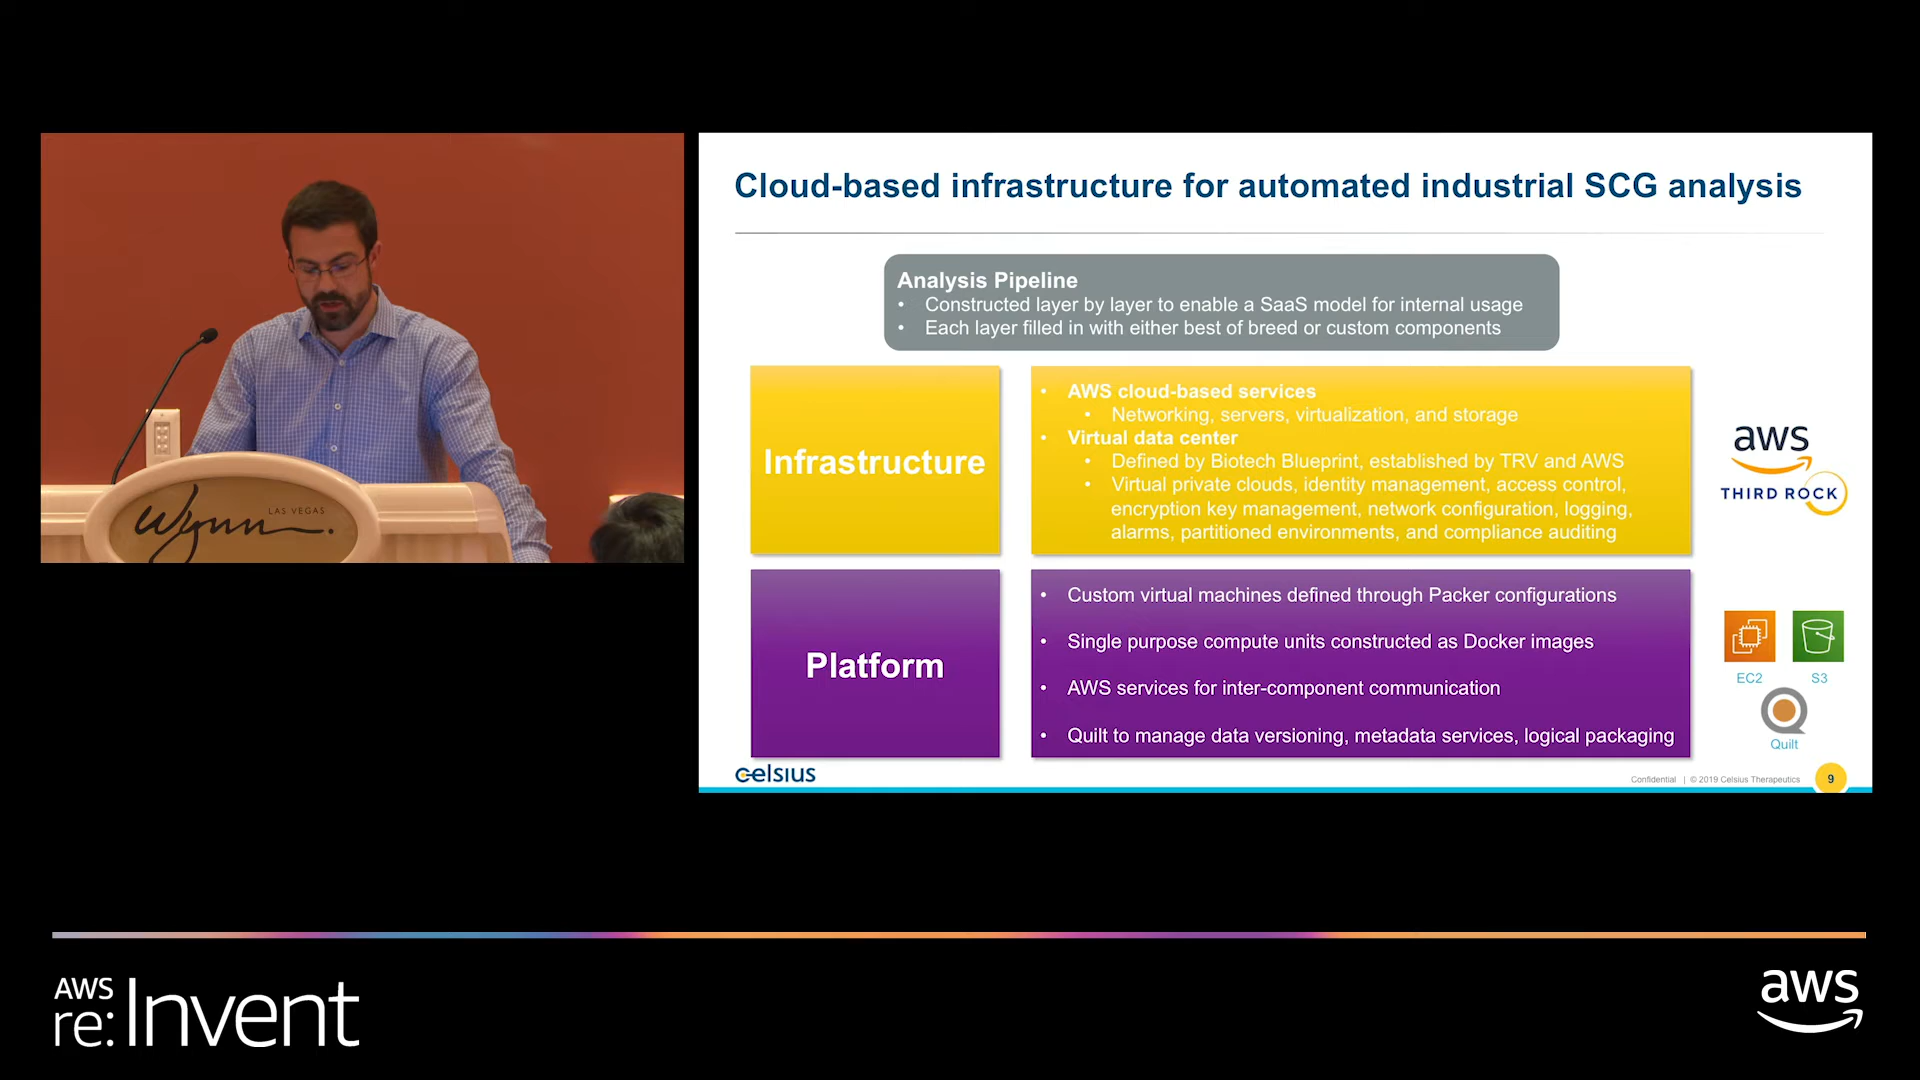 Cloud-based infrastructure for automated industrial SCG analysis
Analysis Pipeline
• Constructed layer by layer to enable a SaaS model for internal usage
• Each layer filled in with either best of breed or custom components
Infrastructure
• AWS cloud-based services
• Networking, servers, virtualization, and storage
• Virtual data center
• Defined by Biotech Blueprint, established by TRV and AWS
• Virtual private clouds, identity management, access control,
encryption key management, network configuration, logging,
alarms, partitioned environments, and compliance auditing
aws
THIRD ROCK
Platform
• Custom virtual machines defined through Packer configurations
• Single purpose compute units constructed as Docker images
• AWS services for inter-component communication
• Quilt to manage data versioning, metadata services, logical packaging
EC2
S3
Quilt
celsius
Confidential | © 2019 Celsius Therapeutics
9
Wynn.
LAS VEGAS
AWS
re:Invent
aws